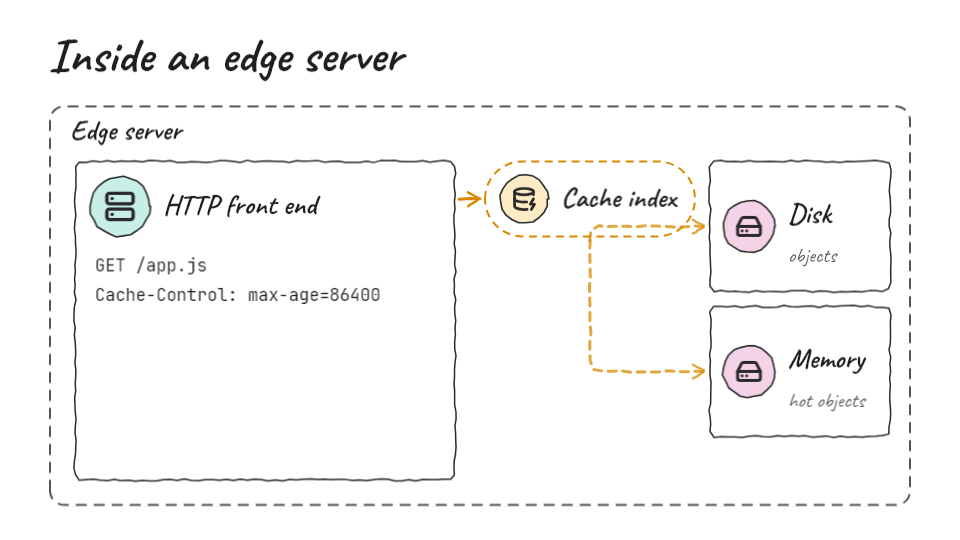 Inside an edge server
Edge server
HTTP front end
GET /app.js
Cache-Control: max-age=86400
Cache index
Disk
objects
Memory
hot objects